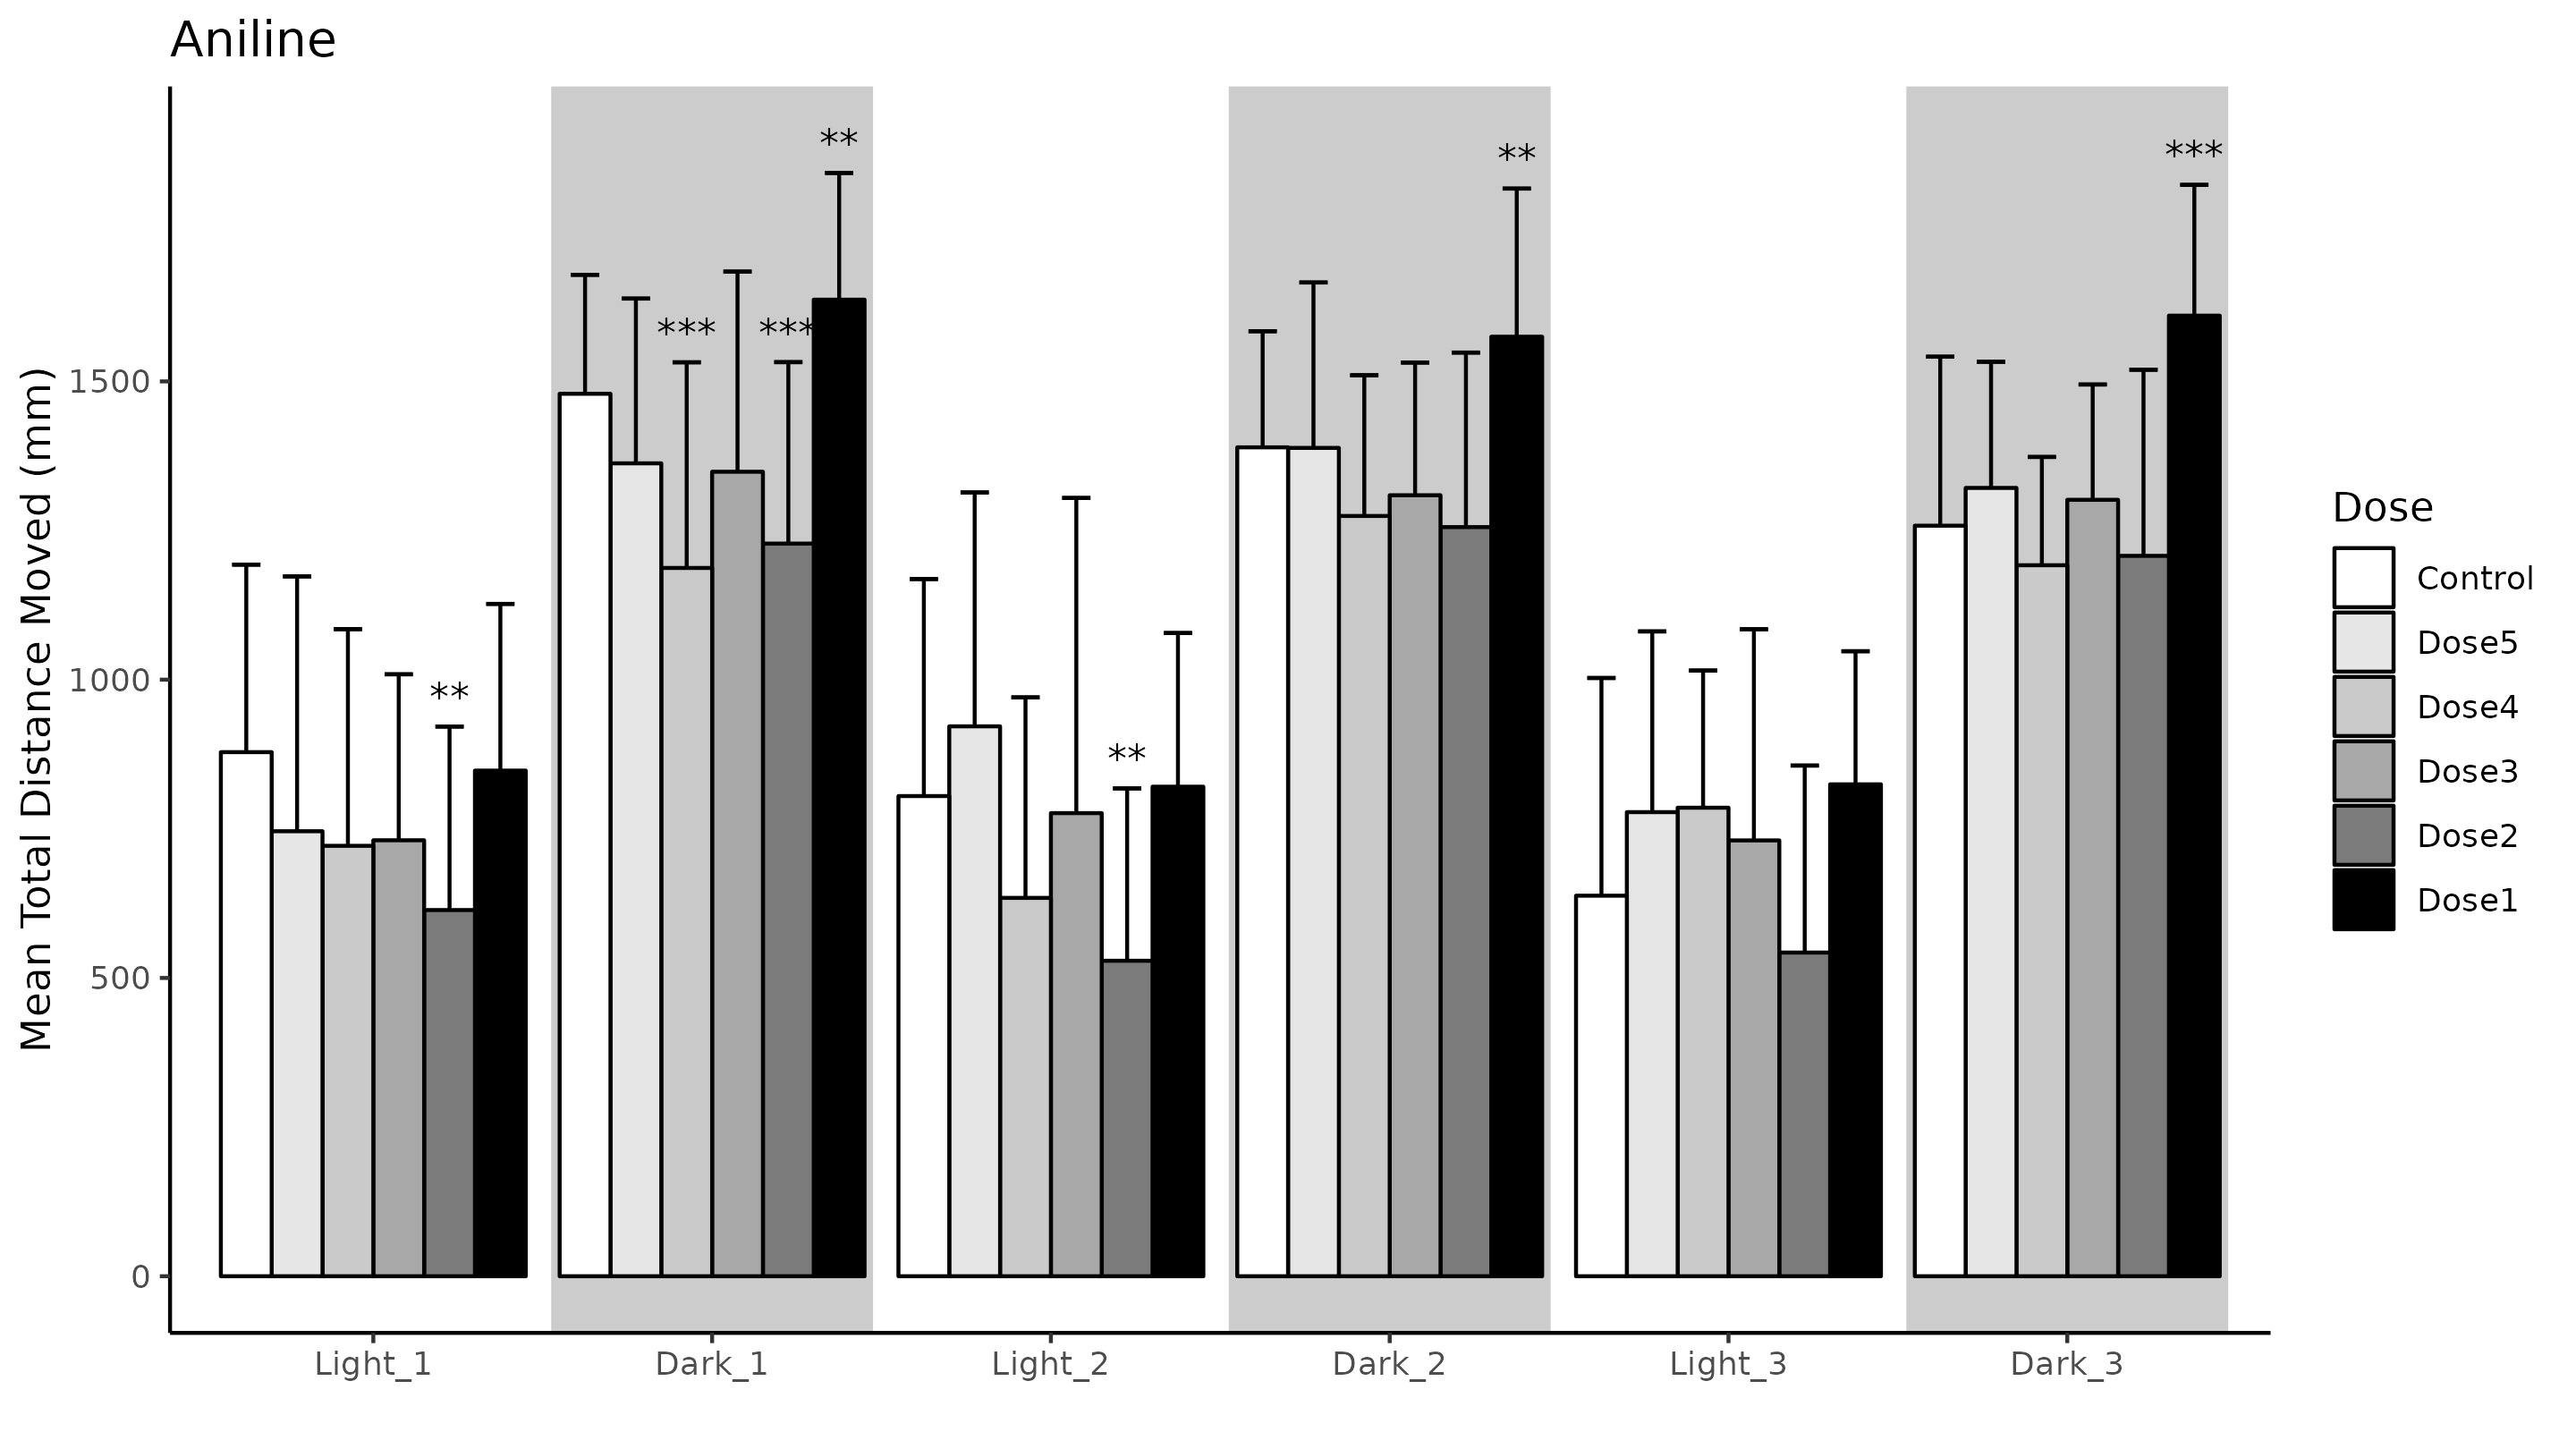 Aniline
Mean Total Distance Moved (mm)
1500
1000
500
0
**
***
***
**
**
**
***
Light_1
Dark_1
Light_2
Dark_2
Light_3
Dark_3
Dose
Control
Dose5
Dose4
Dose3
Dose2
Dose1